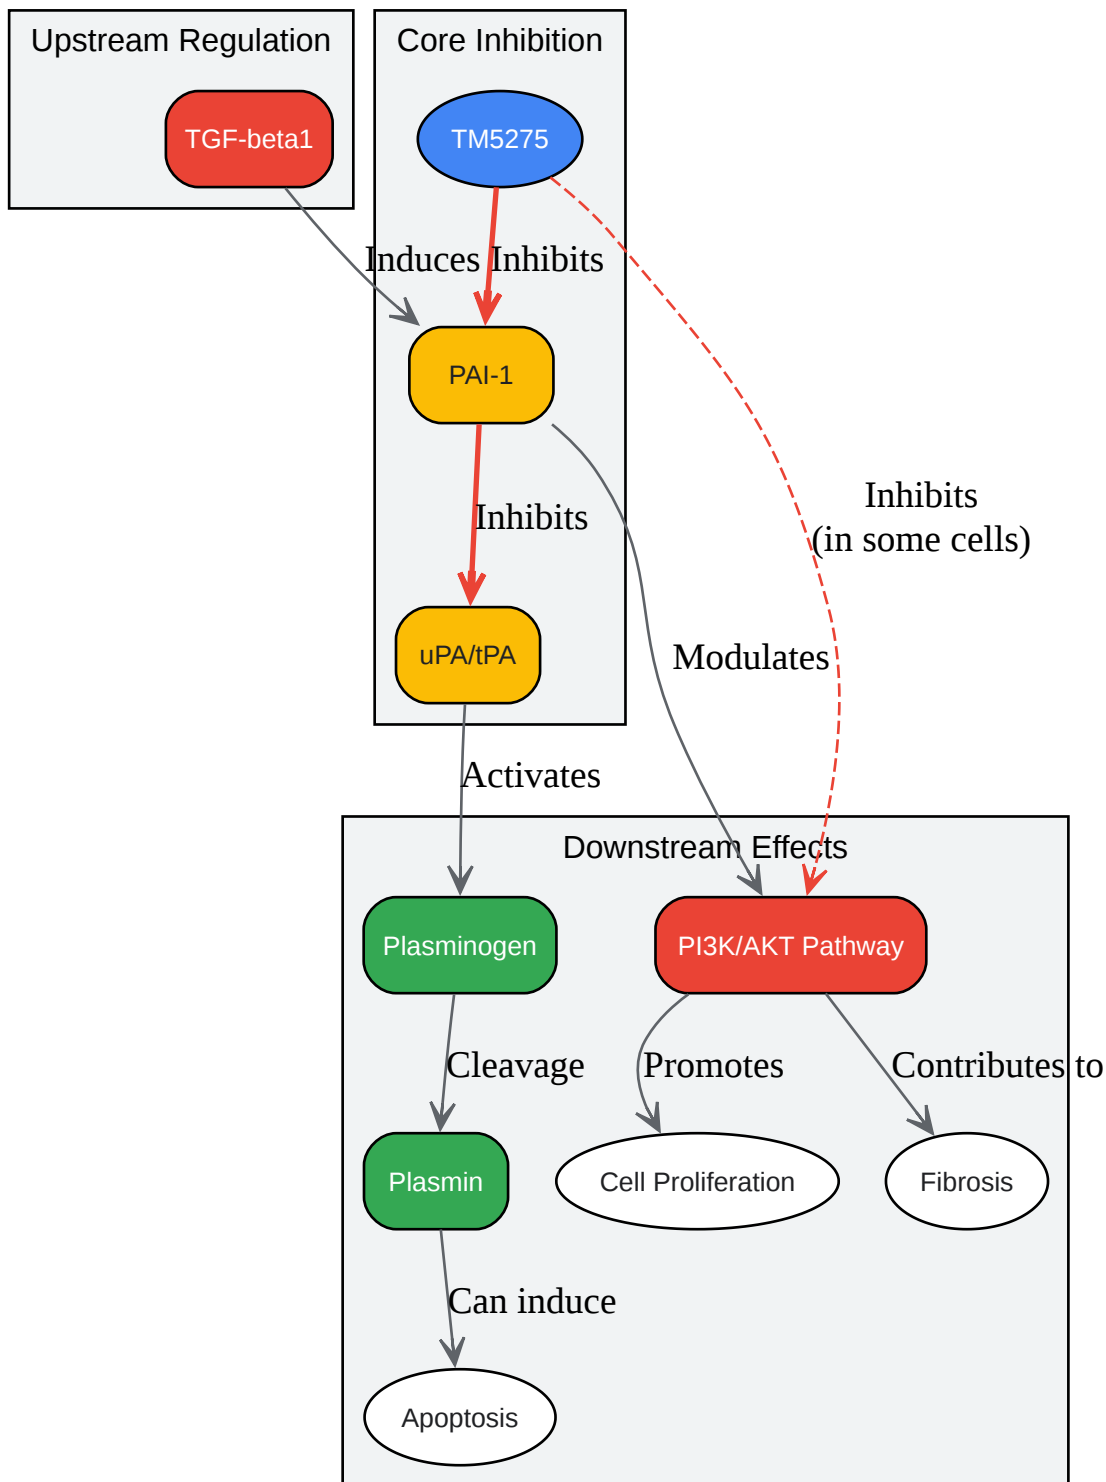 Upstream Regulation
Core Inhibition
TGF-beta1
TM5275
Induces
Inhibits
PAI-1
Inhibits
(in some cells)
Inhibits
uPA/tPA
Modulates
Activates
Downstream Effects
Plasminogen
PI3K/AKT Pathway
Cleavage
Promotes
Contributes to
Plasmin
Cell Proliferation
Fibrosis
Can induce
Apoptosis